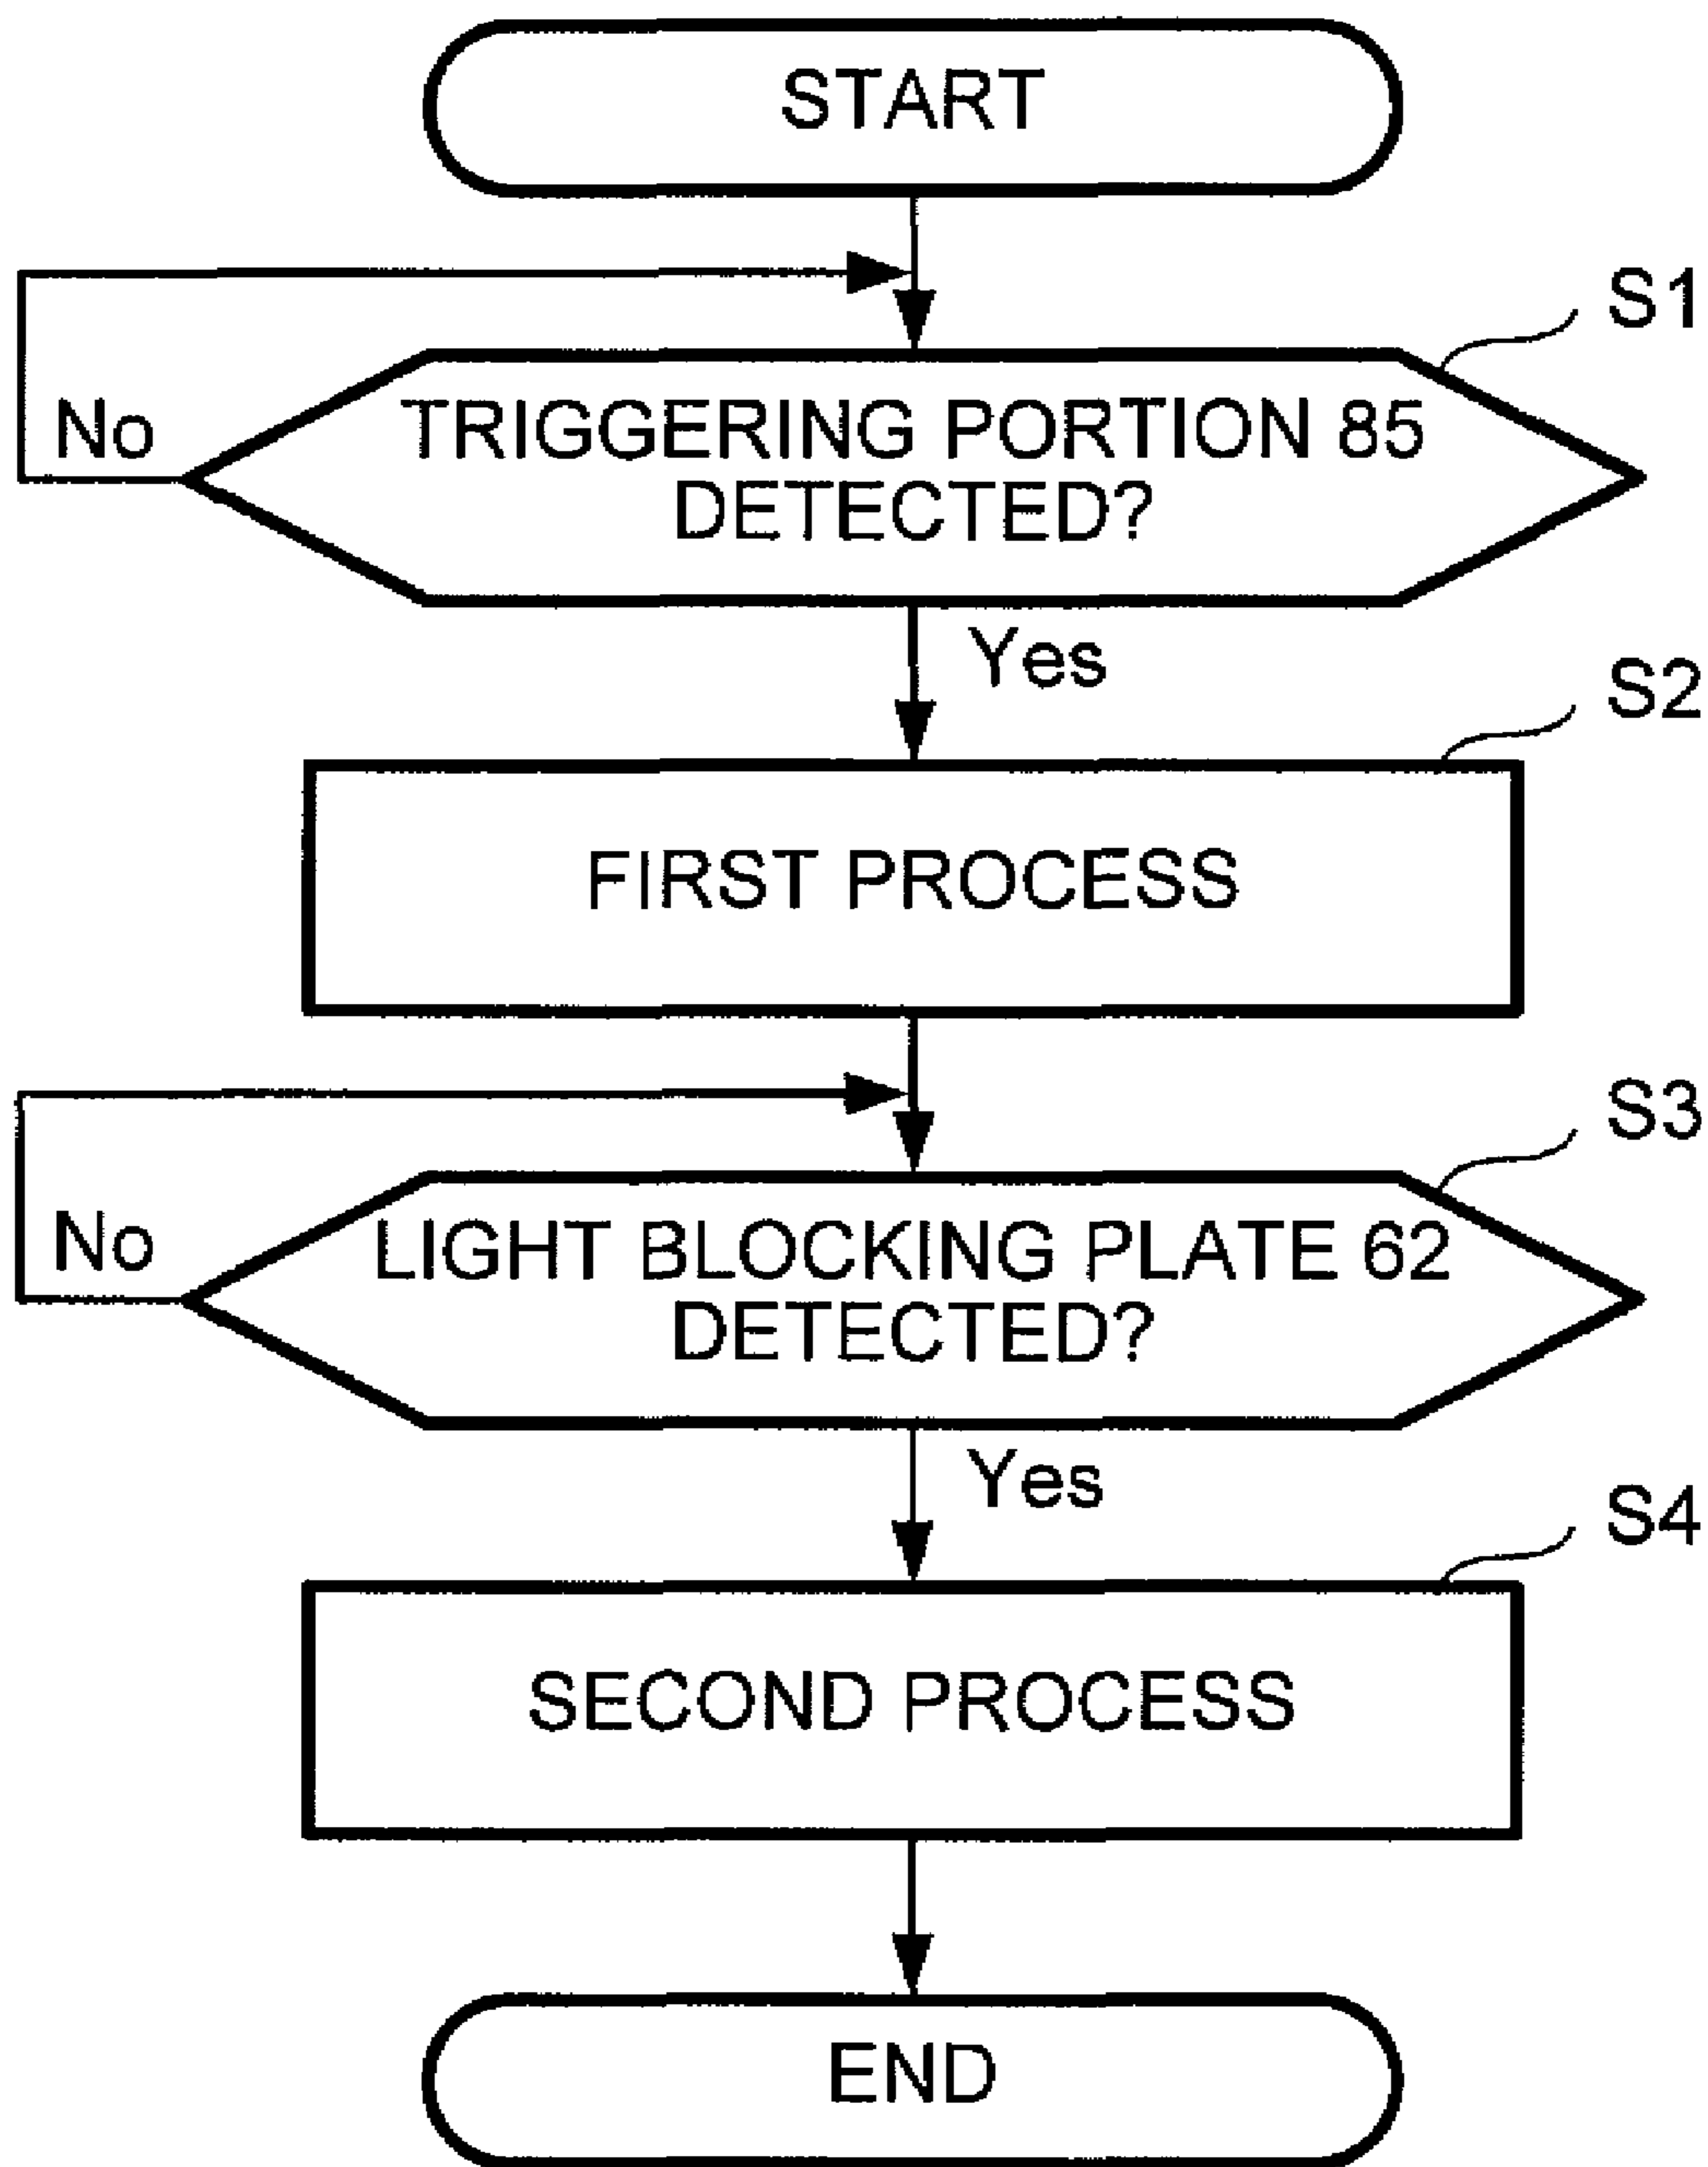 START
S1
No
TRIGGERING PORTION 85
DETECTED?
Yes
S2
FIRST PROCESS
S3
No
LIGHT BLOCKING PLATE 62
DETECTED?
Yes
S4
SECOND PROCESS
END